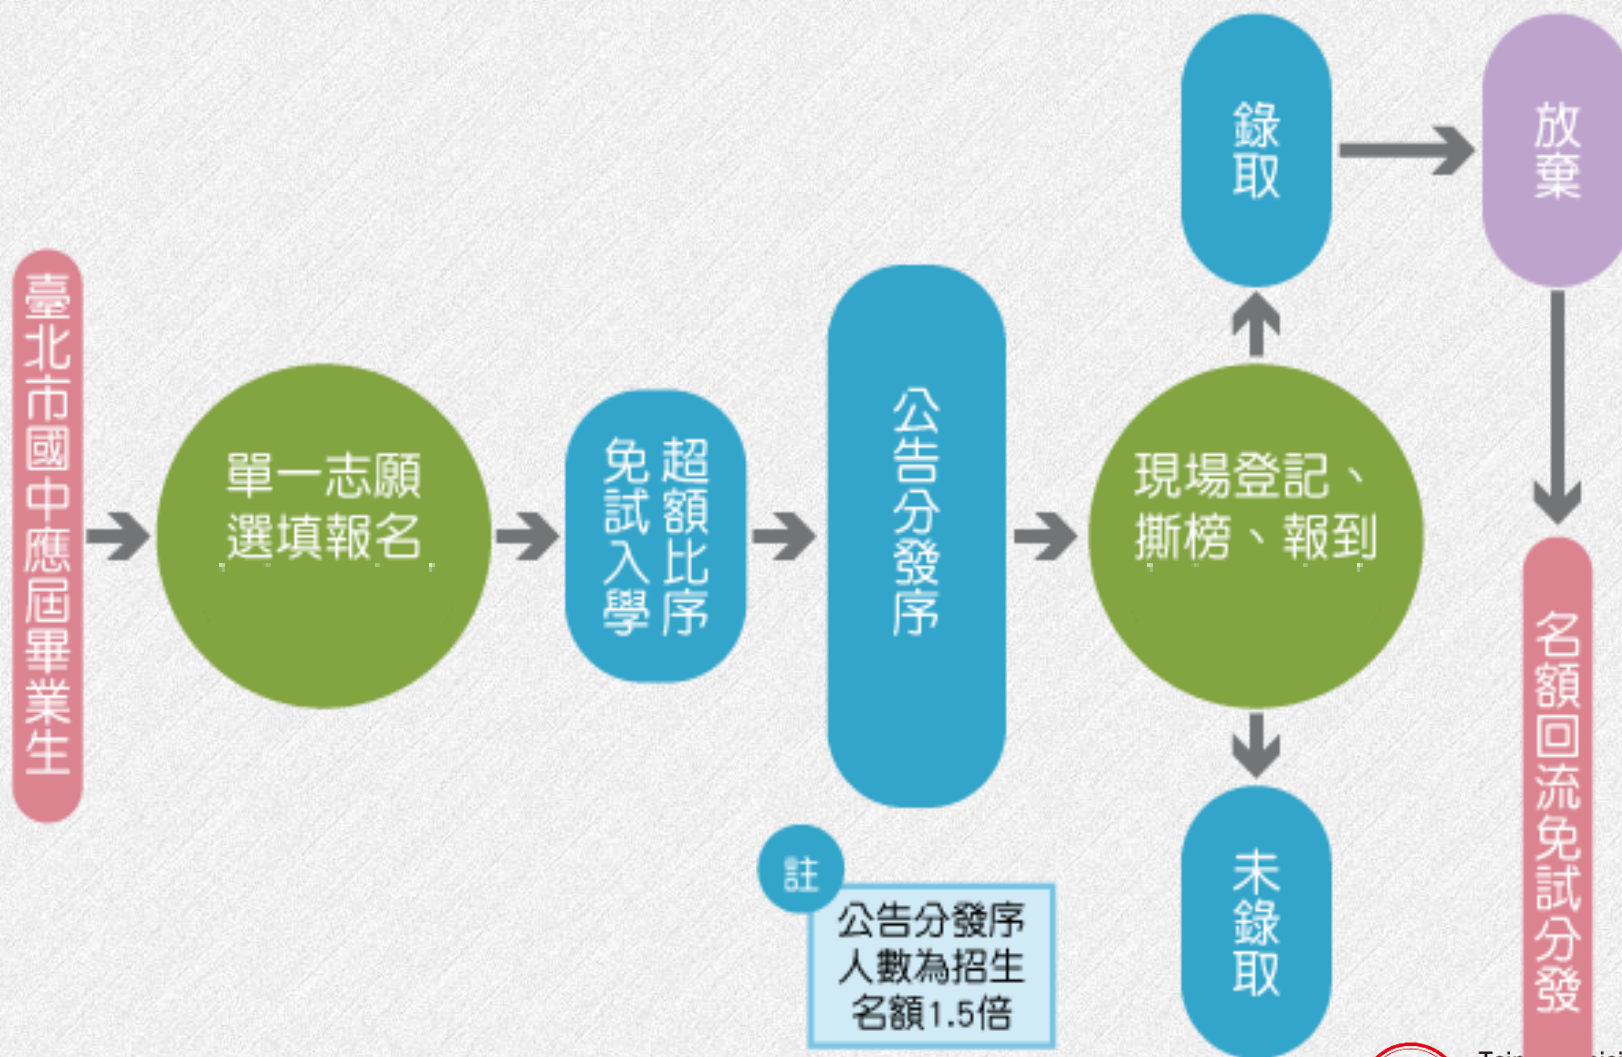 臺北市國中應屆畢業生
單一志願
選填報名
超額比序
免試入學
公告分發序
現場登記、
撕榜、報到
錄取
放棄
未錄取
名額回流免試分發
註
公告分發序
人數為招生
名額1.5倍